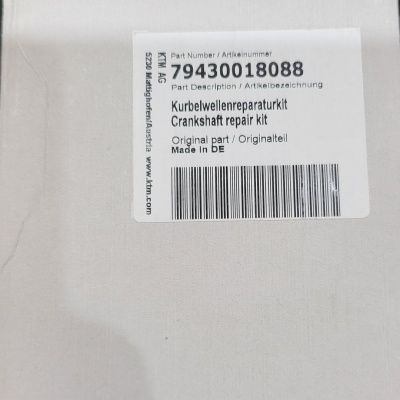 KTM AG
5230 Mattighofen/Austria www.ktm.com
Part Number / Artikelnummer
79430018088
Part Description / Artikelbezeichnung
Kurbelwellenreparaturkit
Crankshaft repair kit
Original part / Originalteil
Made in DE